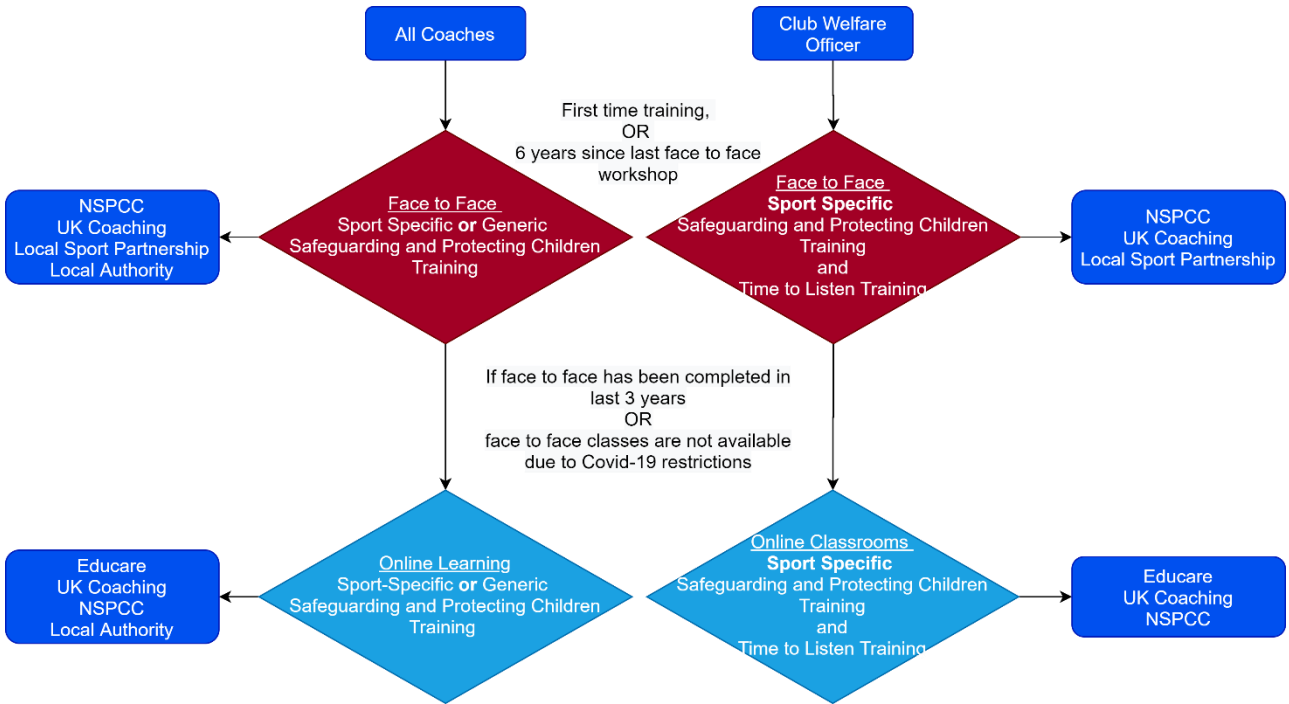 All Coaches
Club Welfare
Officer
First time training,
OR
6 years since last face to face
workshop
NSPCC
UK Coaching
Local Sport Partnership
Local Authority
Face to Face
Sport Specific or Generic
Safeguarding and Protecting Children
Training
Face to Face
Sport Specific
Safeguarding and Protecting Children
Training
and
Time to Listen Training
NSPCC
UK Coaching
Local Sport Partnership
If face to face has been completed in
last 3 years
OR
face to face classes are not available
due to Covid-19 restrictions
Educare
UK Coaching
NSPCC
Local Authority
Online Learning
Sport-Specific or Generic
Safeguarding and Protecting Children
Training
Online Classrooms
Sport Specific
Safeguarding and Protecting Children
Training
and
Time to Listen Training
Educare
UK Coaching
NSPCC